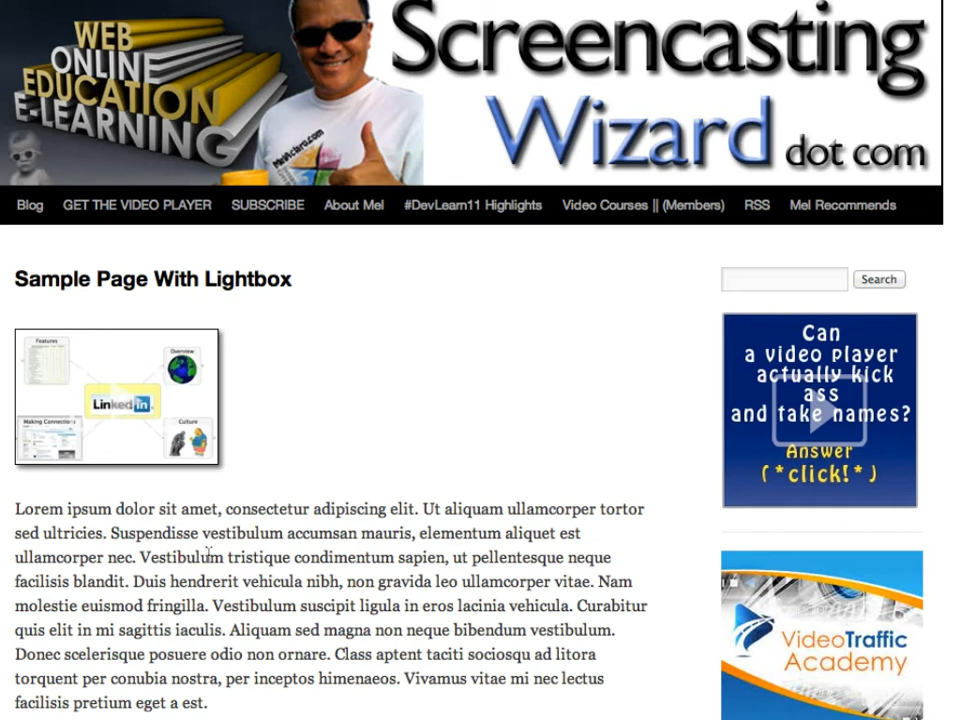 WEB
ONLINE
EDUCATION
E-LEARNING
MelAclaro.com
Screencasting
Wizard dot com
Blog GET THE VIDEO PLAYER SUBSCRIBE About Mel #DevLearn11 Highlights Video Courses || (Members) RSS Mel Recommends
Sample Page With Lightbox
Search
Features
Overview
Linked in
Making Connections
Culture
Can
a video player
actually kick
ass
and take names?
Answer
(*click!*)
Lorem ipsum dolor sit amet, consectetur adipiscing elit. Ut aliquam ullamcorper tortor
sed ultricies. Suspendisse vestibulum accumsan mauris, elementum aliquet est
ullamcorper nec. Vestibulum tristique condimentum sapien, ut pellentesque neque
facilisis blandit. Duis hendrerit vehicula nibh, non gravida leo ullamcorper vitae. Nam
molestie euismod fringilla. Vestibulum suscipit ligula in eros lacinia vehicula. Curabitur
quis elit in mi sagittis iaculis. Aliquam sed magna non neque bibendum vestibulum.
Donec scelerisque posuere odio non ornare. Class aptent taciti sociosqu ad litora
torquent per conubia nostra, per inceptos himenaeos. Vivamus vitae mi nec lectus
facilisis pretium eget a est.
VideoTraffic
Academy